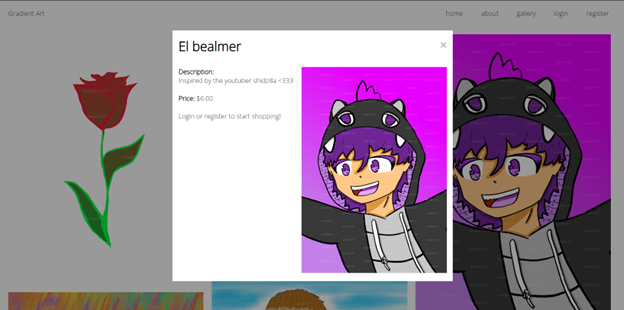 Gradient Art
home
about
gallery
login
register
El bealmer
×
Description:
Inspired by the youtuber shidzilla <333
Price: $6.00
Login or register to start shopping!